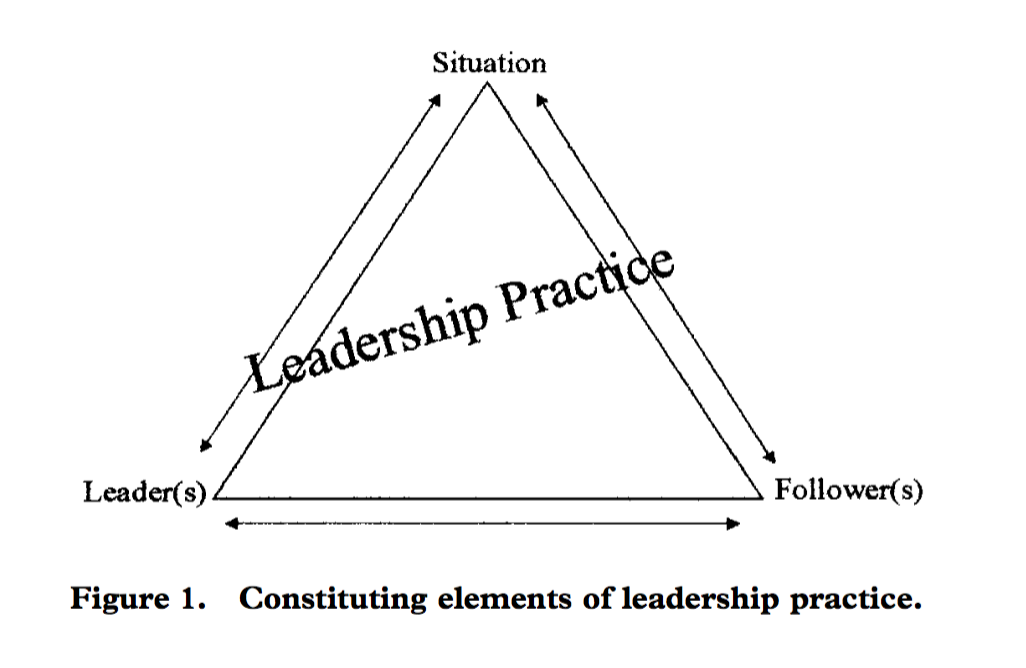 Situation
Leadership Practice
Leader(s)
Follower(s)
Figure 1. Constituting elements of leadership practice.